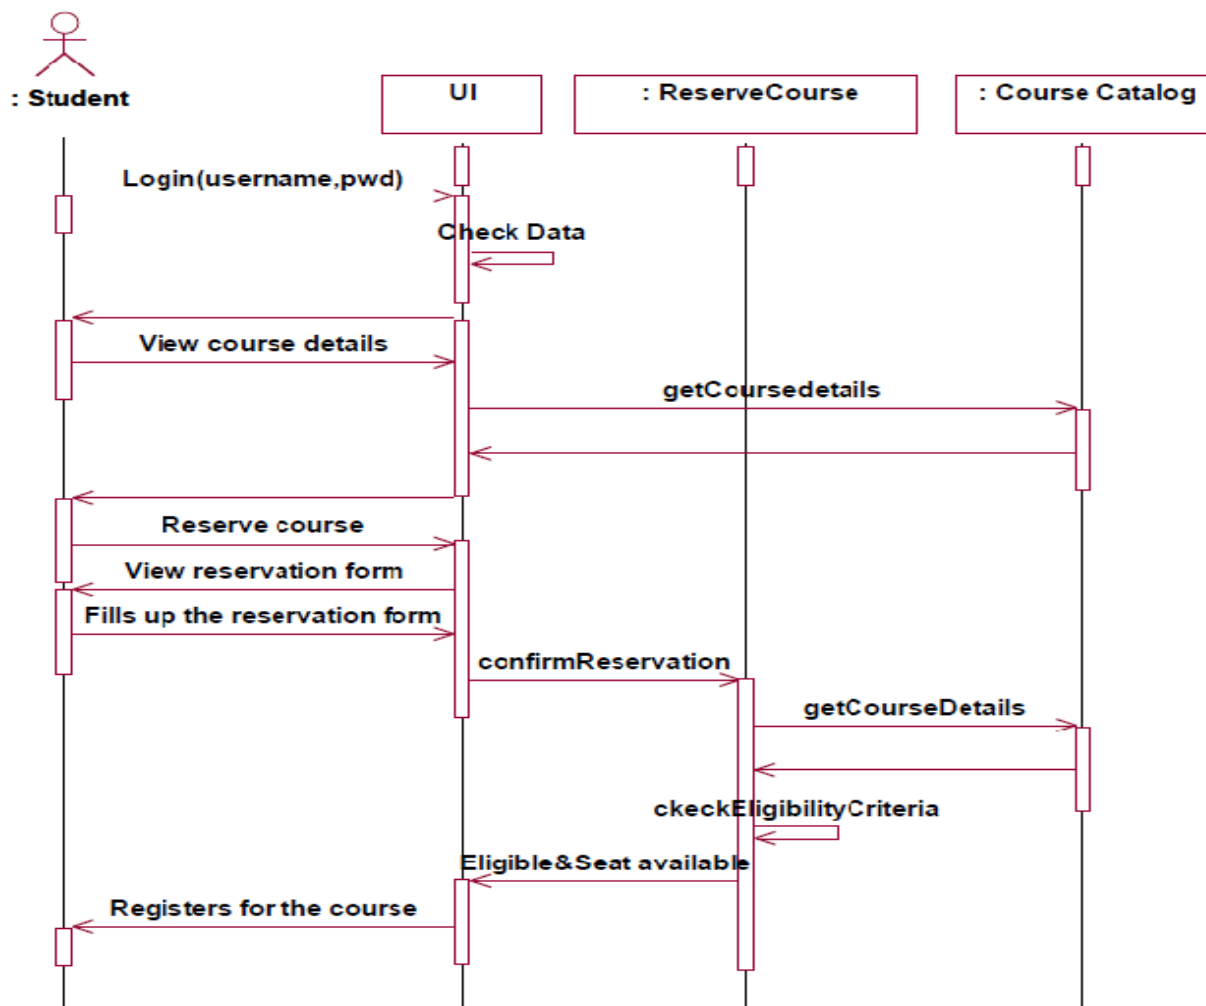 : Student
UI
: ReserveCourse
: Course Catalog
Login(username,pwd)
Check Data
View course details
getCoursedetails
Reserve course
View reservation form
Fills up the reservation form
confirmReservation
getCourseDetails
ckeckEligibilityCriteria
Eligible&Seat available
Registers for the course